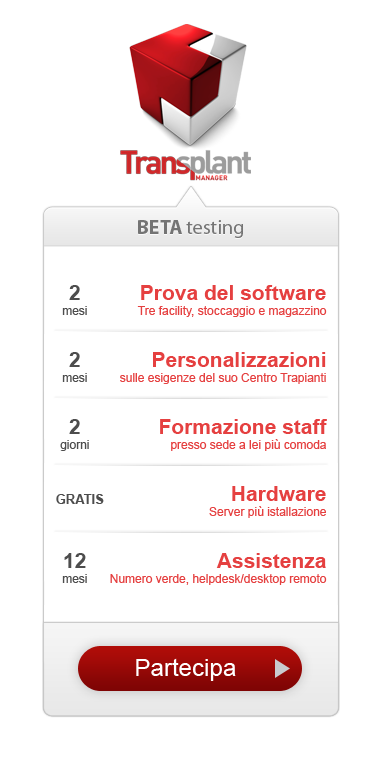 Transplant
MANAGER
BETA testing
2
mesi
Prova del software
Tre facility, stoccaggio e magazzino
2
mesi
Personalizzazioni
sulle esigenze del suo Centro Trapianti
2
giorni
Formazione staff
presso sede a lei più comoda
GRATIS
Hardware
Server più istallazione
12
mesi
Assistenza
Numero verde, helpdesk/desktop remoto
Partecipa